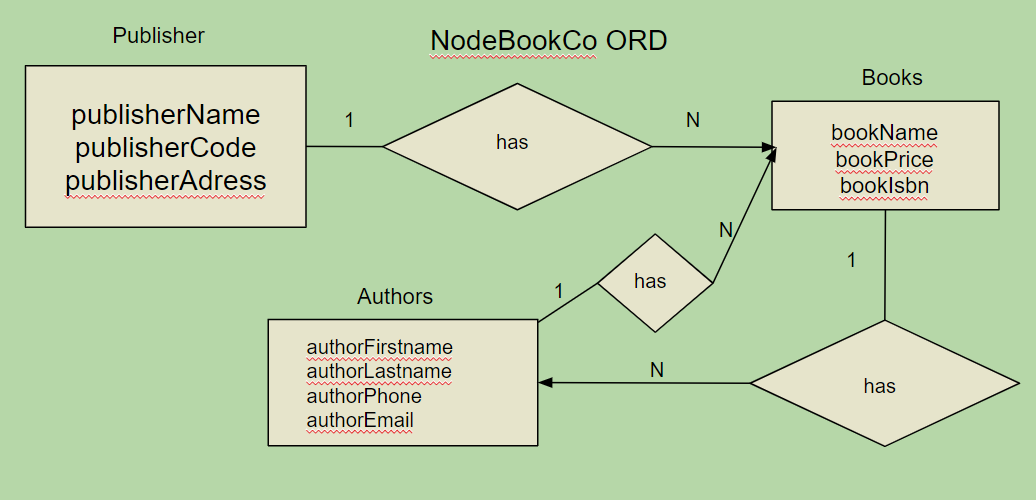 Publisher
NodeBookCo ORD
Books
publisherName
publisherCode
publisherAdress
1
has
N
bookName
bookPrice
bookIsbn
N
1
has
1
Authors
authorFirstname
authorLastname
authorPhone
authorEmail
N
has